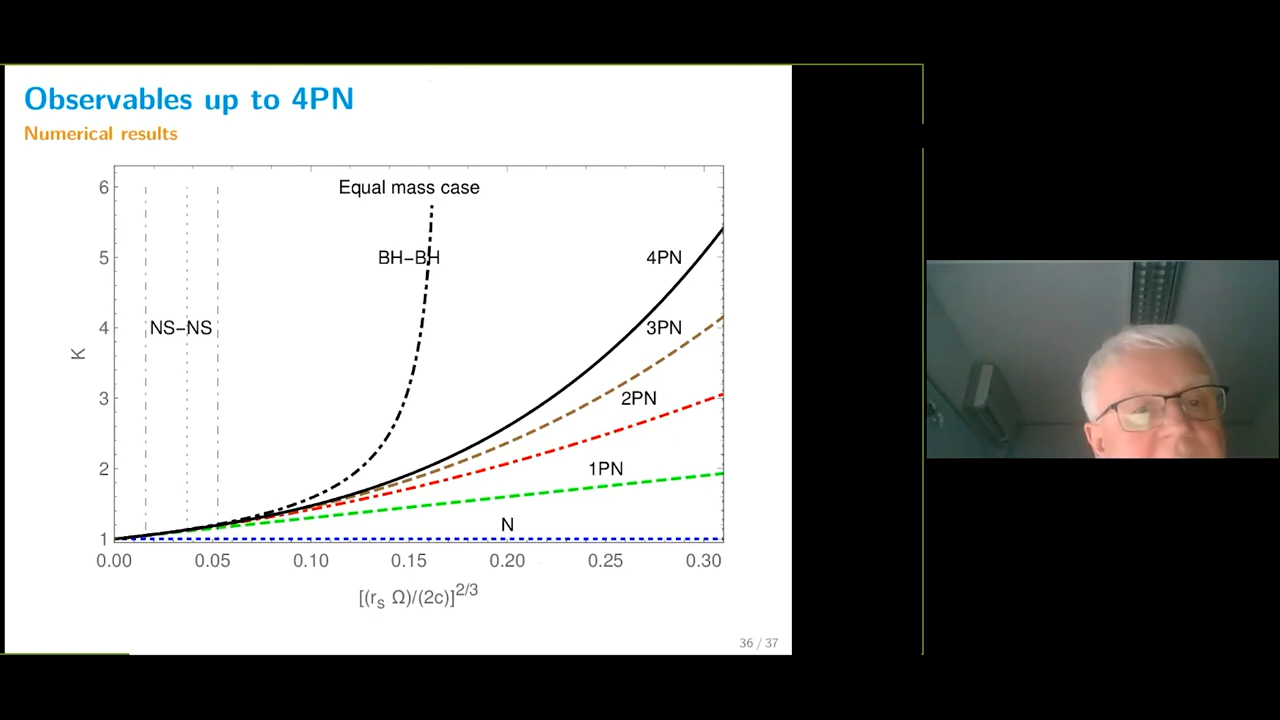 Observables up to 4PN
Numerical results
Equal mass case
BH–BH
NS–NS
4PN
3PN
2PN
1PN
N
K
6
5
4
3
2
1
0.00 0.05 0.10 0.15 0.20 0.25 0.30
[(rₛ Ω)/(2c)]^2/3
36 / 37